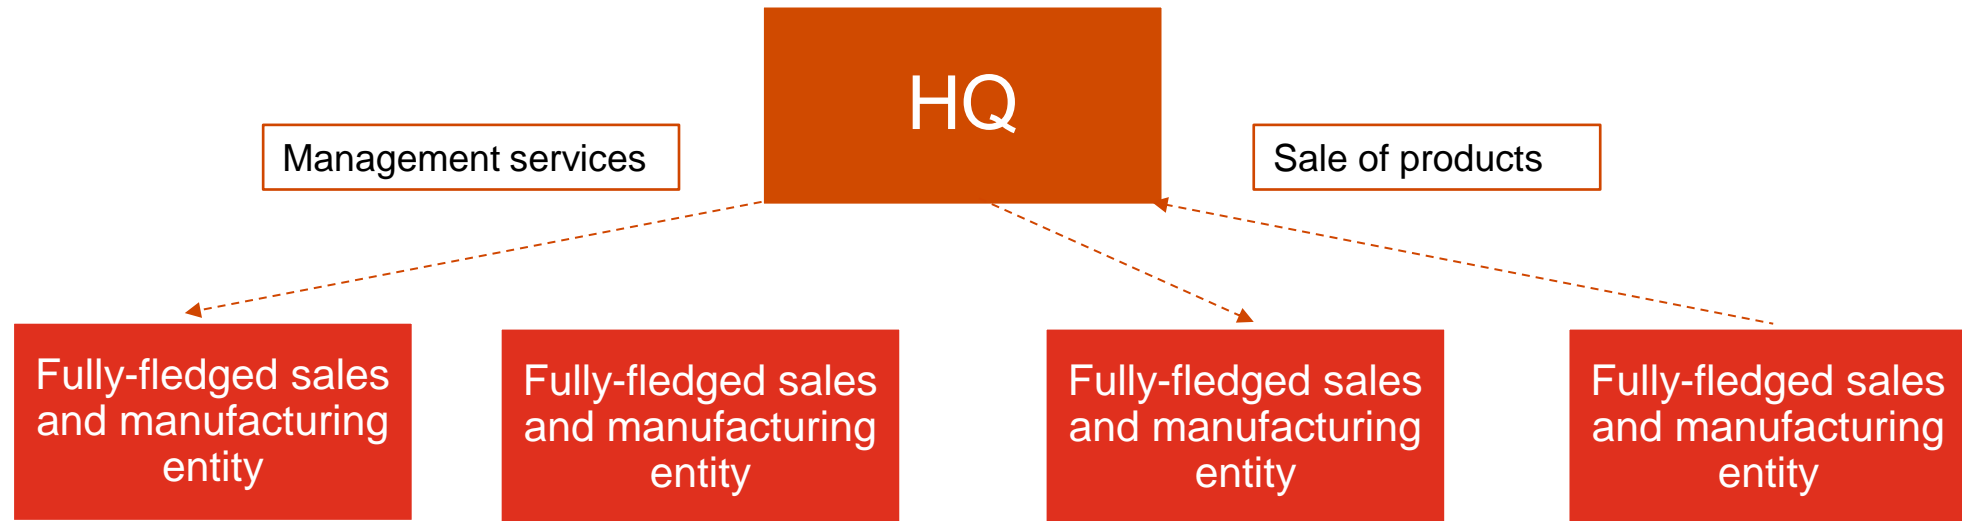 HQ
Management services
Sale of products
Fully-fledged sales
and manufacturing
entity
Fully-fledged sales
and manufacturing
entity
Fully-fledged sales
and manufacturing
entity
Fully-fledged sales
and manufacturing
entity